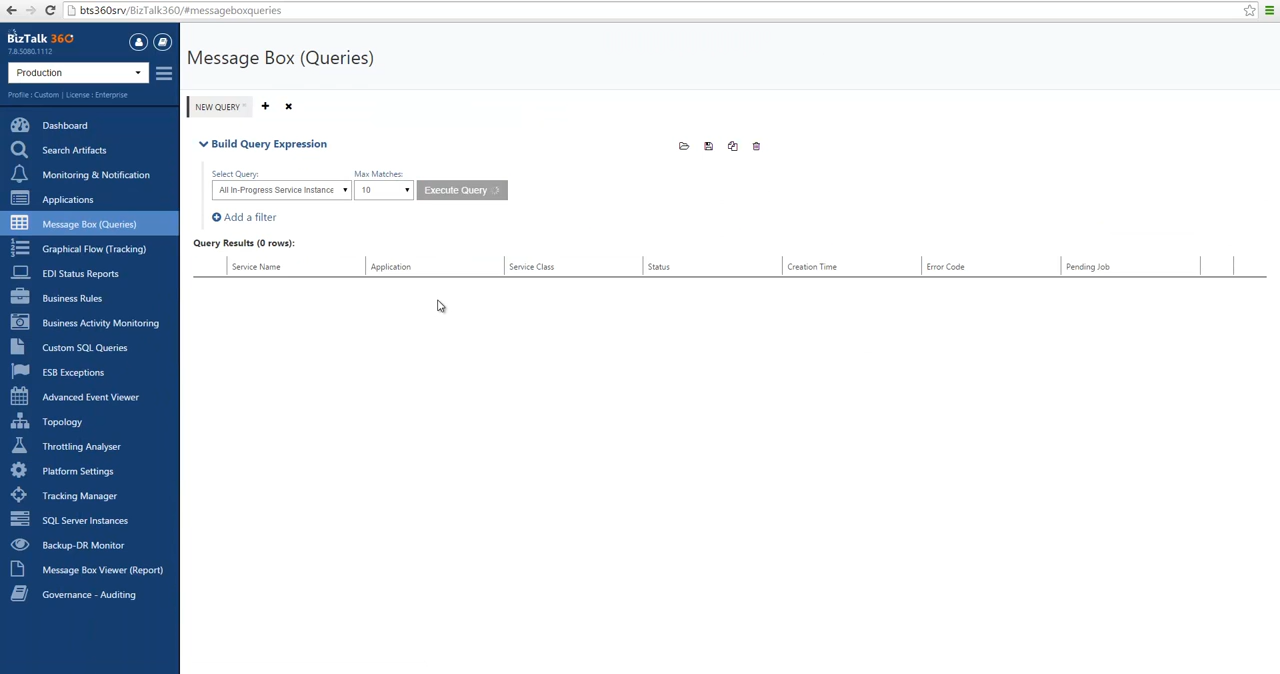 bts360srv/BizTalk360/#messageboxqueries
BizTalk 360
7.8.5080.1112
Production
Profile : Custom | License : Enterprise
Dashboard
Search Artifacts
Monitoring & Notification
Applications
Message Box (Queries)
Graphical Flow (Tracking)
EDI Status Reports
Business Rules
Business Activity Monitoring
Custom SQL Queries
ESB Exceptions
Advanced Event Viewer
Topology
Throttling Analyser
Platform Settings
Tracking Manager
SQL Server Instances
Backup-DR Monitor
Message Box Viewer (Report)
Governance - Auditing
Message Box (Queries)
NEW QUERY*
Build Query Expression
Select Query: Max Matches:
All In-Progress Service Instance 10 Execute Query
Add a filter
Query Results (0 rows):
Service Name Application Service Class Status Creation Time Error Code Pending Job